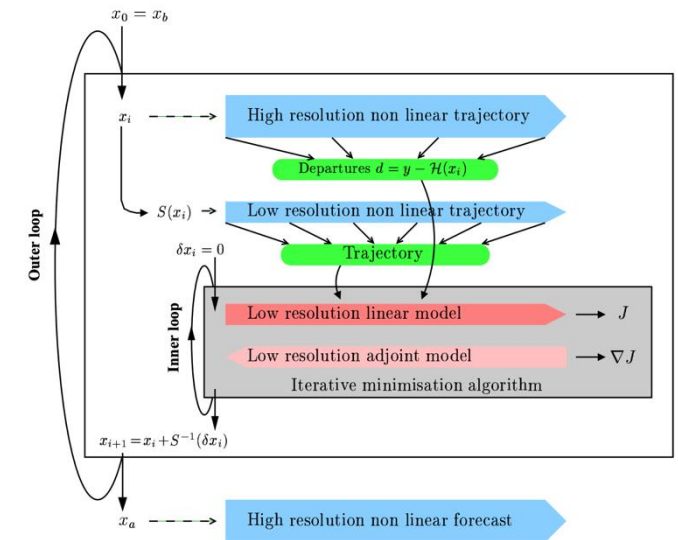 x₀ = x_b
x_i
High resolution non linear trajectory
Departures d = y − ℋ(x_i)
S(x_i)
Low resolution non linear trajectory
δx_i = 0
Trajectory
Outer loop
Inner loop
Low resolution linear model
J
Low resolution adjoint model
∇J
Iterative minimisation algorithm
x_{i+1} = x_i + S⁻¹(δx_i)
x_a
High resolution non linear forecast